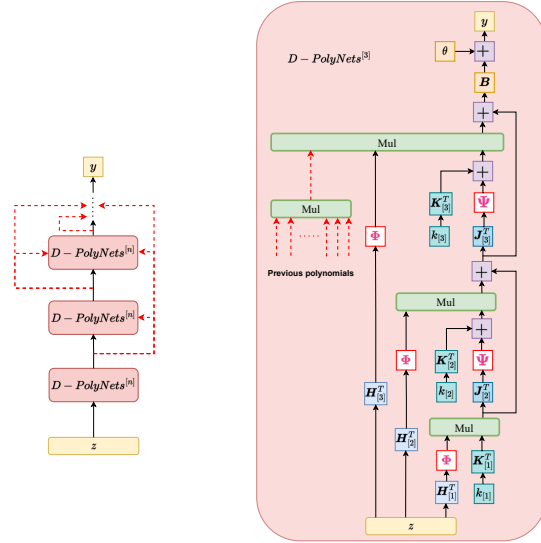 y
D − PolyNets^[n]
D − PolyNets^[n]
D − PolyNets^[n]
z
y
θ
+
D − PolyNets^[3]
B
+
Mul
+
K^T_[3]
Ψ
Mul
Φ
k_[3]
J^T_[3]
Previous polynomials
+
Mul
+
Φ
K^T_[2]
Ψ
H^T_[3]
k_[2]
J^T_[2]
Mul
H^T_[2]
Φ
K^T_[1]
H^T_[1]
k_[1]
z